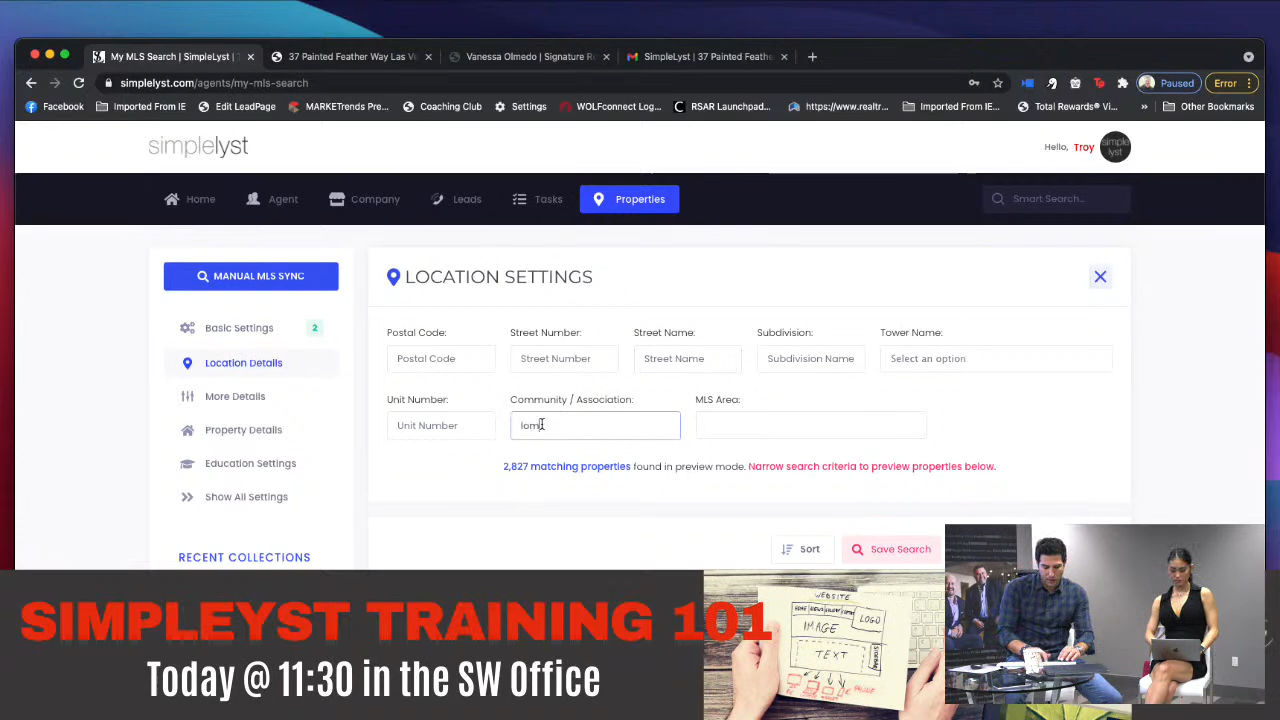 My MLS Search | SimpleLyst | T
37 Painted Feather Way Las V
Vanessa Olmedo | Signature Re
SimpleLyst | 37 Painted Feathe
simplelyst.com/agents/my-mls-search
Paused
Error
Facebook
Imported From IE
Edit LeadPage
MARKETrends Pre...
Coaching Club
Settings
WOLFconnect Log...
RSAR Launchpad...
https://www.realtr...
Imported From IE...
Total Rewards® Vi...
Other Bookmarks
simplelyst
Hello, Troy
simple
lyst
Home
Agent
Company
Leads
Tasks
Properties
Smart Search...
MANUAL MLS SYNC
Basic Settings 2
Location Details
More Details
Property Details
Education Settings
Show All Settings
RECENT COLLECTIONS
LOCATION SETTINGS
Postal Code: Street Number: Street Name: Subdivision: Tower Name:
Postal Code Street Number Street Name Subdivision Name Select an option
Unit Number: Community / Association: MLS Area:
Unit Number lom
2,827 matching properties found in preview mode. Narrow search criteria to preview properties below.
Sort
Save Search
SIMPLEYST TRAINING 101
Today @ 11:30 in the SW Office
WEBSITE
HOME
LOGO
IMAGE
TEXT